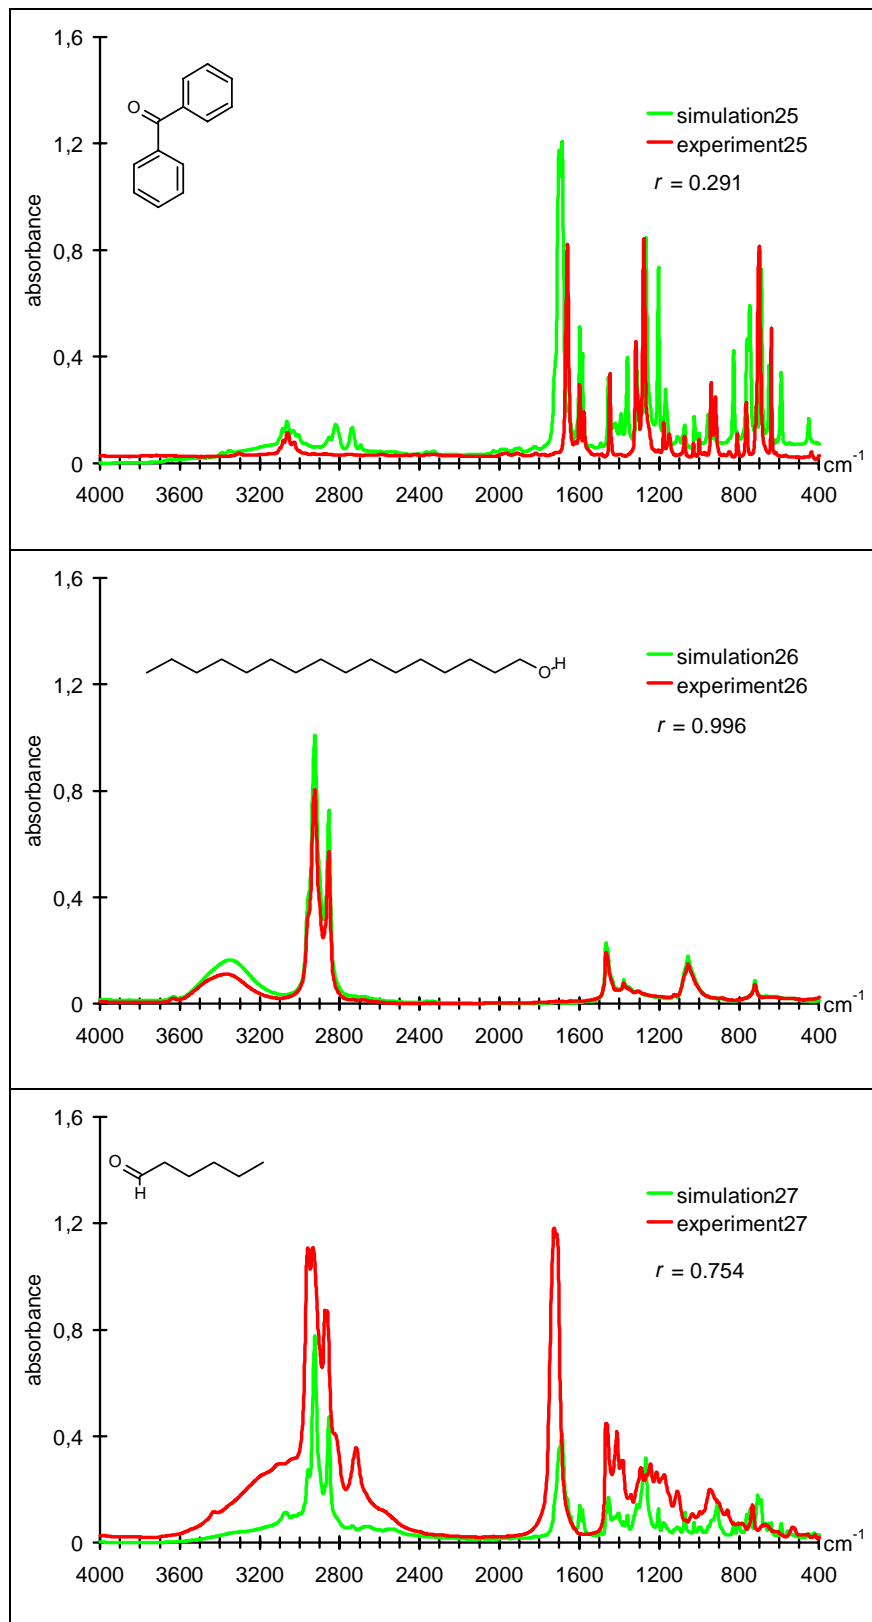 1,6
simulation25
experiment25
r = 0.291
1,2
0,8
0,4
0
absorbance
O
cm-1
4000 3600 3200 2800 2400 2000 1600 1200 800 400
1,6
simulation26
experiment26
r = 0.996
1,2
0,8
0,4
0
absorbance
O H
cm-1
4000 3600 3200 2800 2400 2000 1600 1200 800 400
1,6
O
H
simulation27
experiment27
r = 0.754
1,2
0,8
0,4
0
absorbance
cm-1
4000 3600 3200 2800 2400 2000 1600 1200 800 400